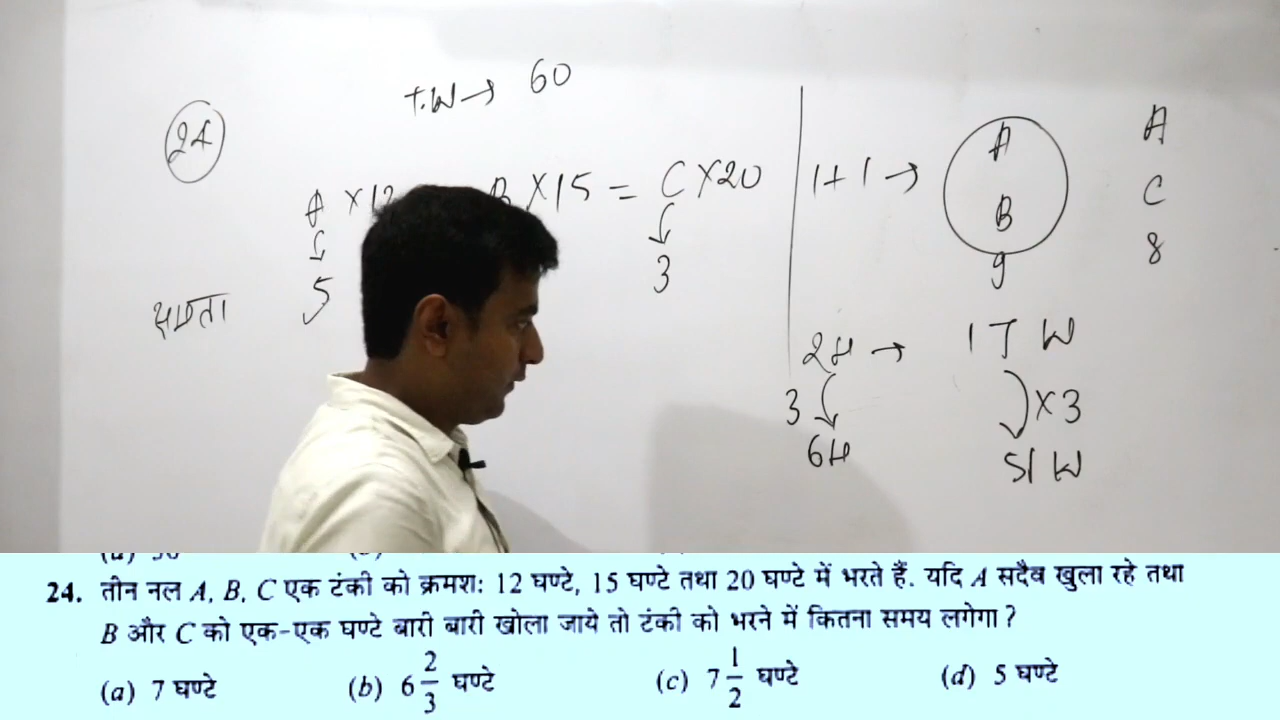 T.W → 60
24
A × 12 B × 15 = C × 20
5 3
क्षमता
1 + 1 → A A
B C
9 8
2H → 17 W
3 × 3
6H 51 W
24. तीन नल A, B, C एक टंकी को क्रमशः 12 घण्टे, 15 घण्टे तथा 20 घण्टे में भरते हैं. यदि A सदैव खुला रहे तथा
B और C को एक-एक घण्टे बारी बारी खोला जाये तो टंकी को भरने में कितना समय लगेगा ?
(a) 7 घण्टे (b) 6 2/3 घण्टे (c) 7 1/2 घण्टे (d) 5 घण्टे